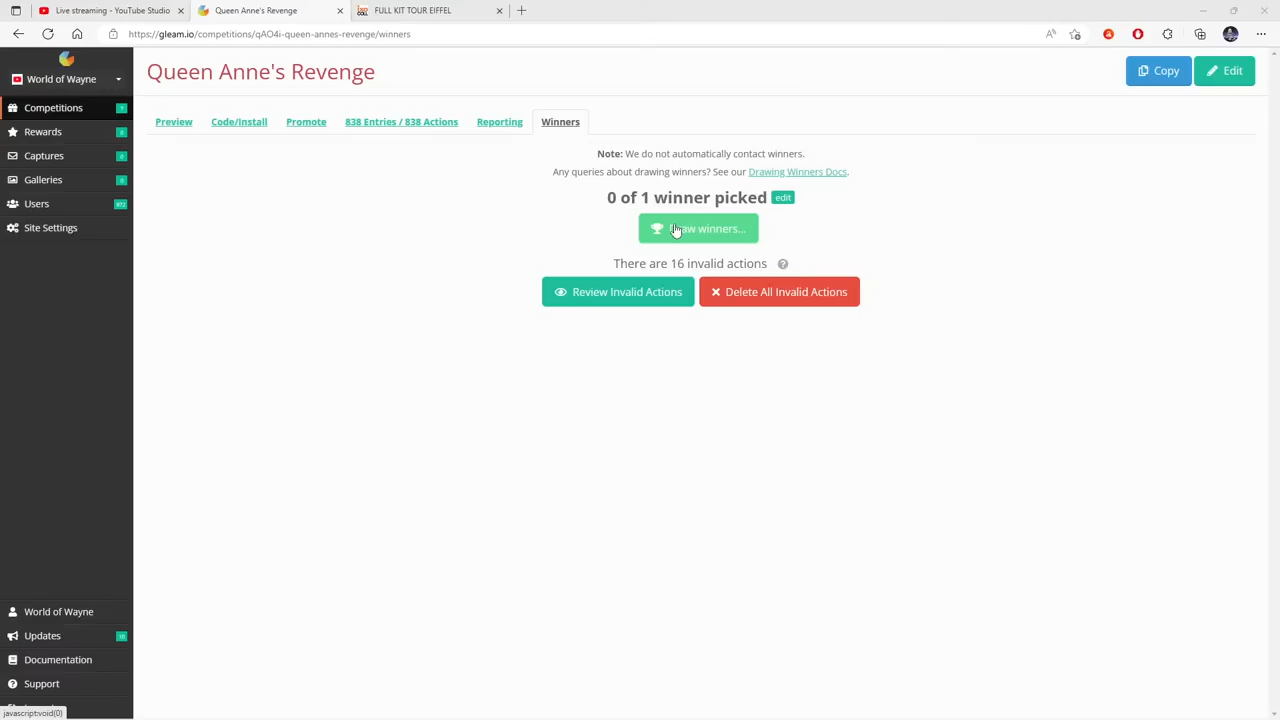 Live streaming - YouTube Studio
Queen Anne's Revenge
FULL KIT TOUR EIFFEL
https://gleam.io/competitions/qAO4i-queen-annes-revenge/winners
World of Wayne
Queen Anne's Revenge
Copy
Edit
Competitions
Rewards
Captures
Galleries
Users 972
Site Settings
Preview
Code/Install
Promote
838 Entries / 838 Actions
Reporting
Winners
Note: We do not automatically contact winners.
Any queries about drawing winners? See our Drawing Winners Docs.
0 of 1 winner picked edit
winners...
There are 16 invalid actions ?
Review Invalid Actions
Delete All Invalid Actions
World of Wayne
Updates
Documentation
Support
javascript:void(0)